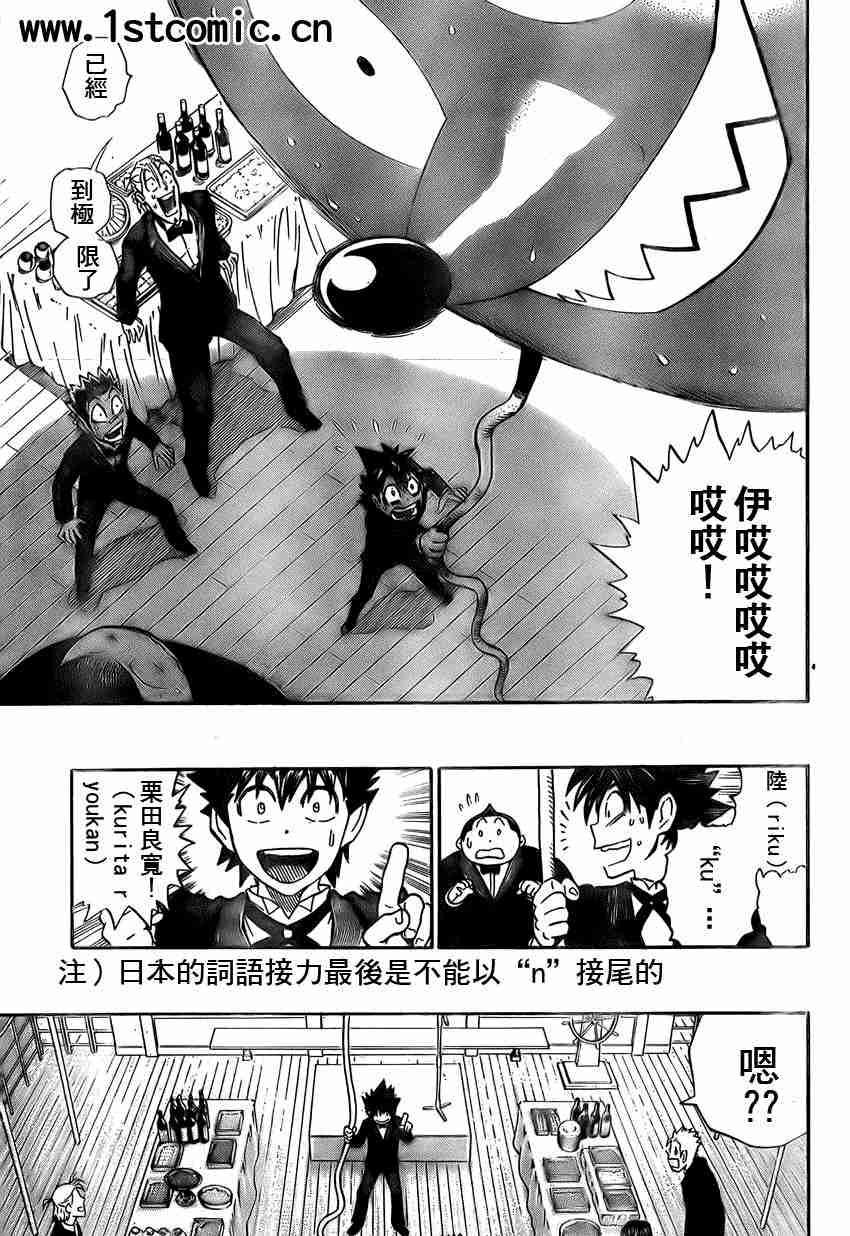 www.1stcomic.cn
伊哎哎哎哎
哎哎！
已經
到極
限了
陸（riku）
“ku”…
栗田良寬！
（kurita r
youkan）
注）日本的詞語接力最後是不能以“n”接尾的
嗯
??